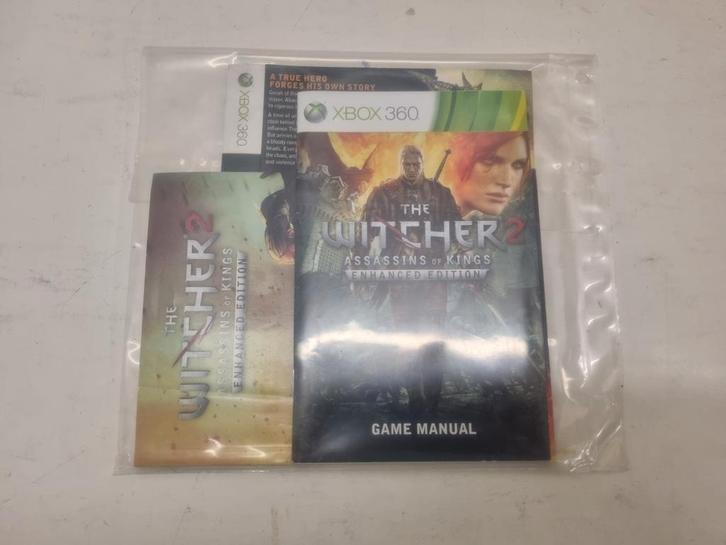 A TRUE HERO
FORGES HIS OWN STORY
XBOX 360
XBOX 360
THE
WITCHER 2
ASSASSINS OF KINGS
ENHANCED EDITION
GAME MANUAL
THE
WITCHER 2
ASSASSINS OF KINGS
ENHANCED EDITION